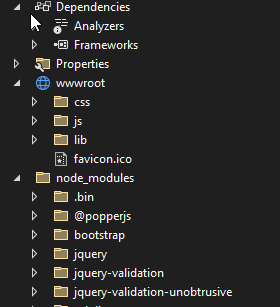 Dependencies
Analyzers
Frameworks
Properties
wwwroot
css
js
lib
favicon.ico
node_modules
.bin
@popperjs
bootstrap
jquery
jquery-validation
jquery-validation-unobtrusive